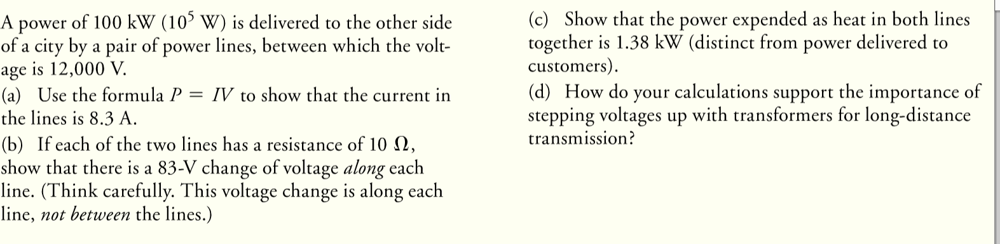 A power of 100 kW (10⁵ W) is delivered to the other side
of a city by a pair of power lines, between which the volt-
age is 12,000 V.
(a) Use the formula P = IV to show that the current in
the lines is 8.3 A.
(b) If each of the two lines has a resistance of 10 Ω,
show that there is a 83-V change of voltage along each
line. (Think carefully. This voltage change is along each
line, not between the lines.)
(c) Show that the power expended as heat in both lines
together is 1.38 kW (distinct from power delivered to
customers).
(d) How do your calculations support the importance of
stepping voltages up with transformers for long-distance
transmission?